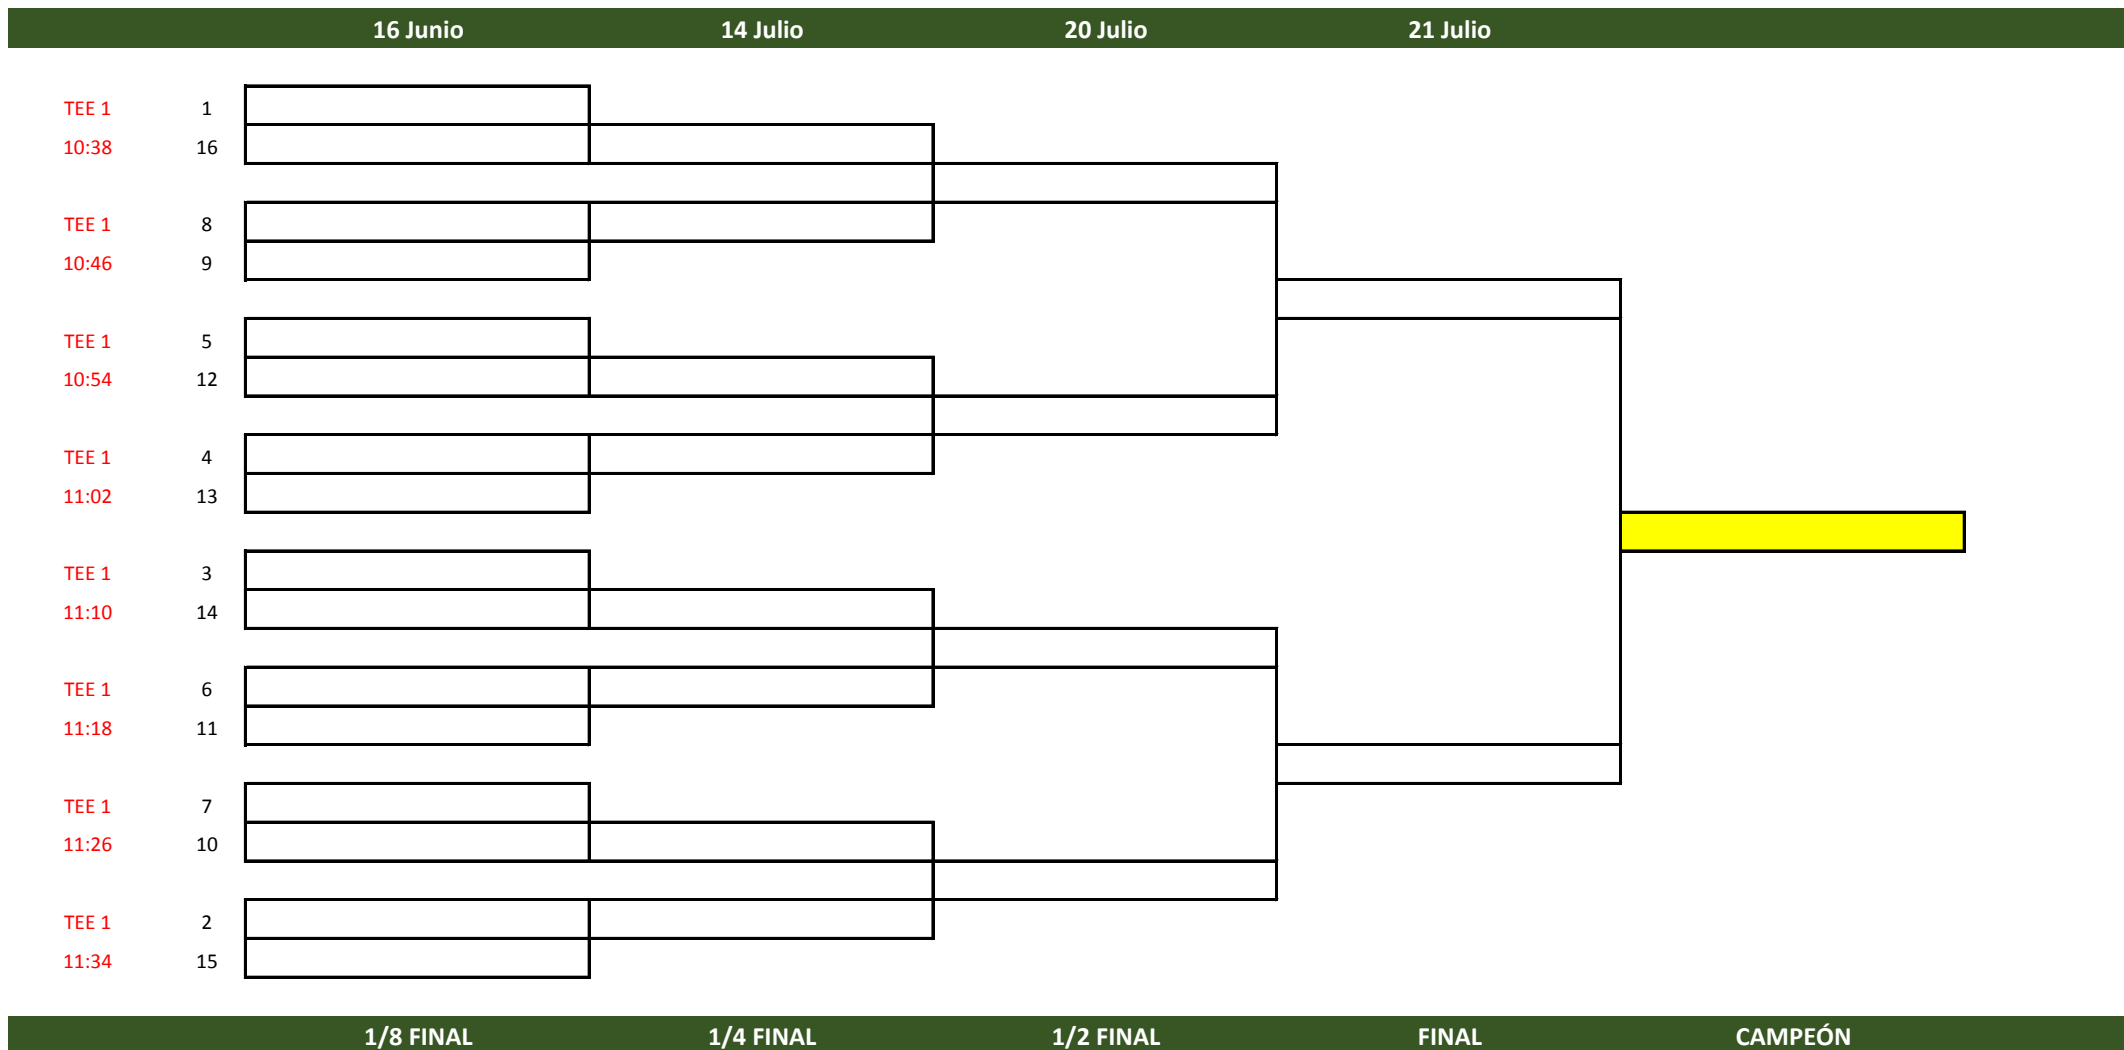 16 Junio 14 Julio 20 Julio 21 Julio
TEE 1 1
10:38 16
TEE 1 8
10:46 9
TEE 1 5
10:54 12
TEE 1 4
11:02 13
TEE 1 3
11:10 14
TEE 1 6
11:18 11
TEE 1 7
11:26 10
TEE 1 2
11:34 15
1/8 FINAL 1/4 FINAL 1/2 FINAL FINAL CAMPEÓN